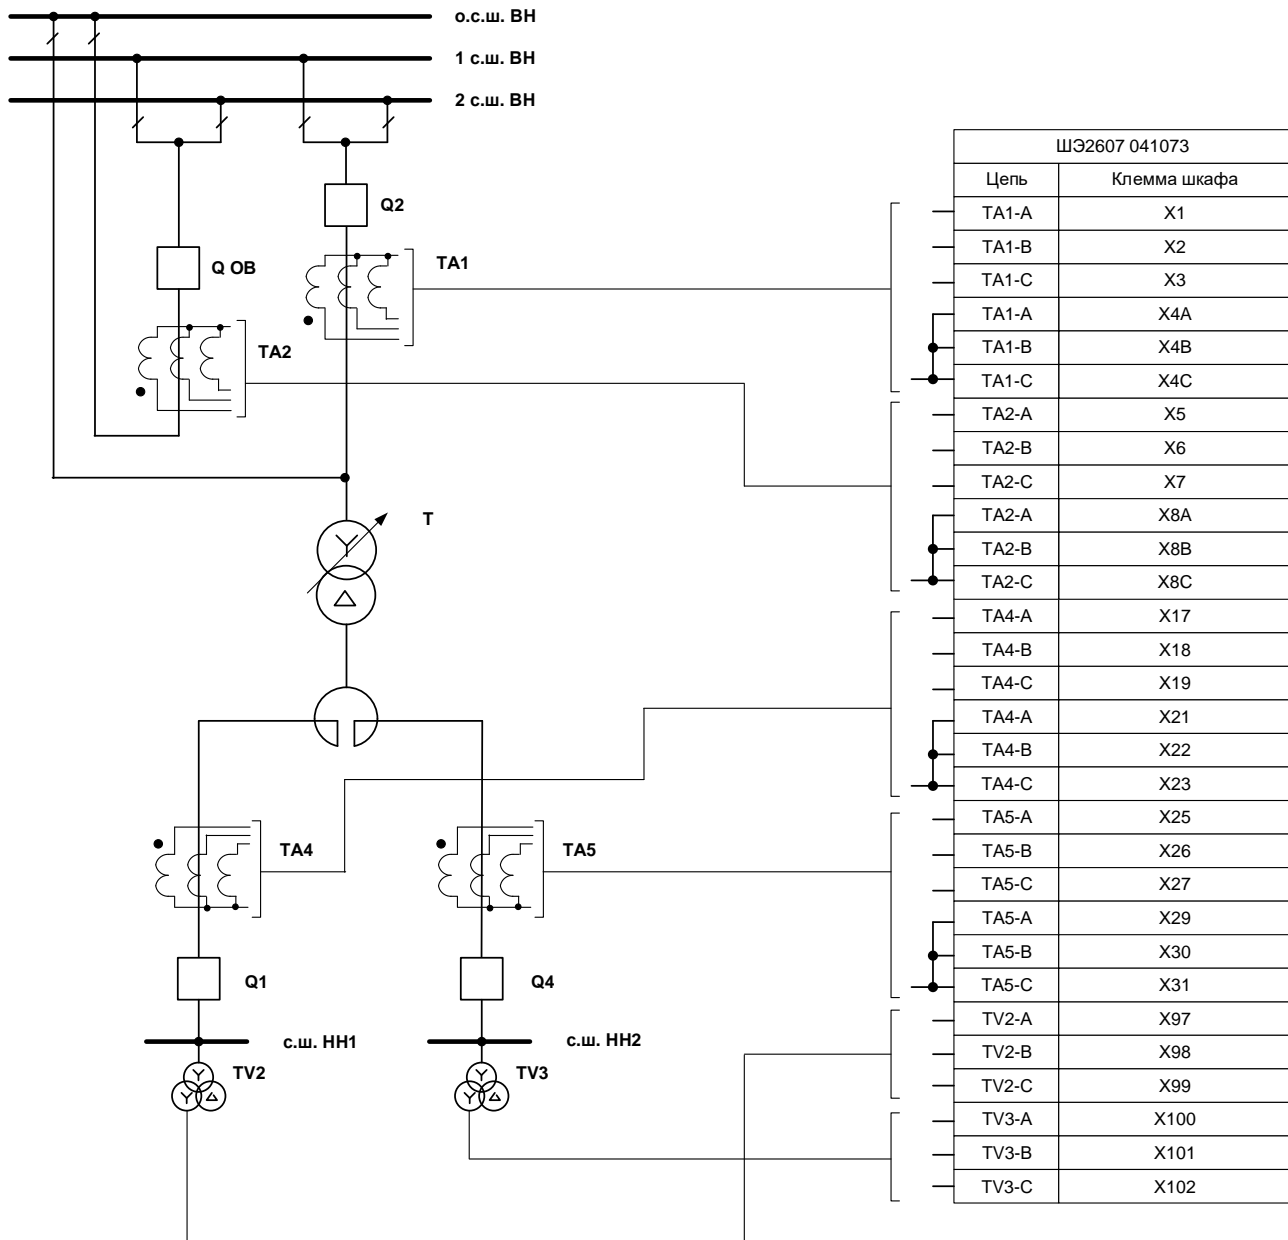 о.с.ш. ВН
1 с.ш. ВН
2 с.ш. ВН
Q2
Q ОВ
TA1
TA2
T
TA4
TA5
Q1
Q4
с.ш. НН1
с.ш. НН2
TV2
TV3
ШЭ2607 041073
Цепь Клемма шкафа
TA1-A X1
TA1-B X2
TA1-C X3
TA1-A X4A
TA1-B X4B
TA1-C X4C
TA2-A X5
TA2-B X6
TA2-C X7
TA2-A X8A
TA2-B X8B
TA2-C X8C
TA4-A X17
TA4-B X18
TA4-C X19
TA4-A X21
TA4-B X22
TA4-C X23
TA5-A X25
TA5-B X26
TA5-C X27
TA5-A X29
TA5-B X30
TA5-C X31
TV2-A X97
TV2-B X98
TV2-C X99
TV3-A X100
TV3-B X101
TV3-C X102